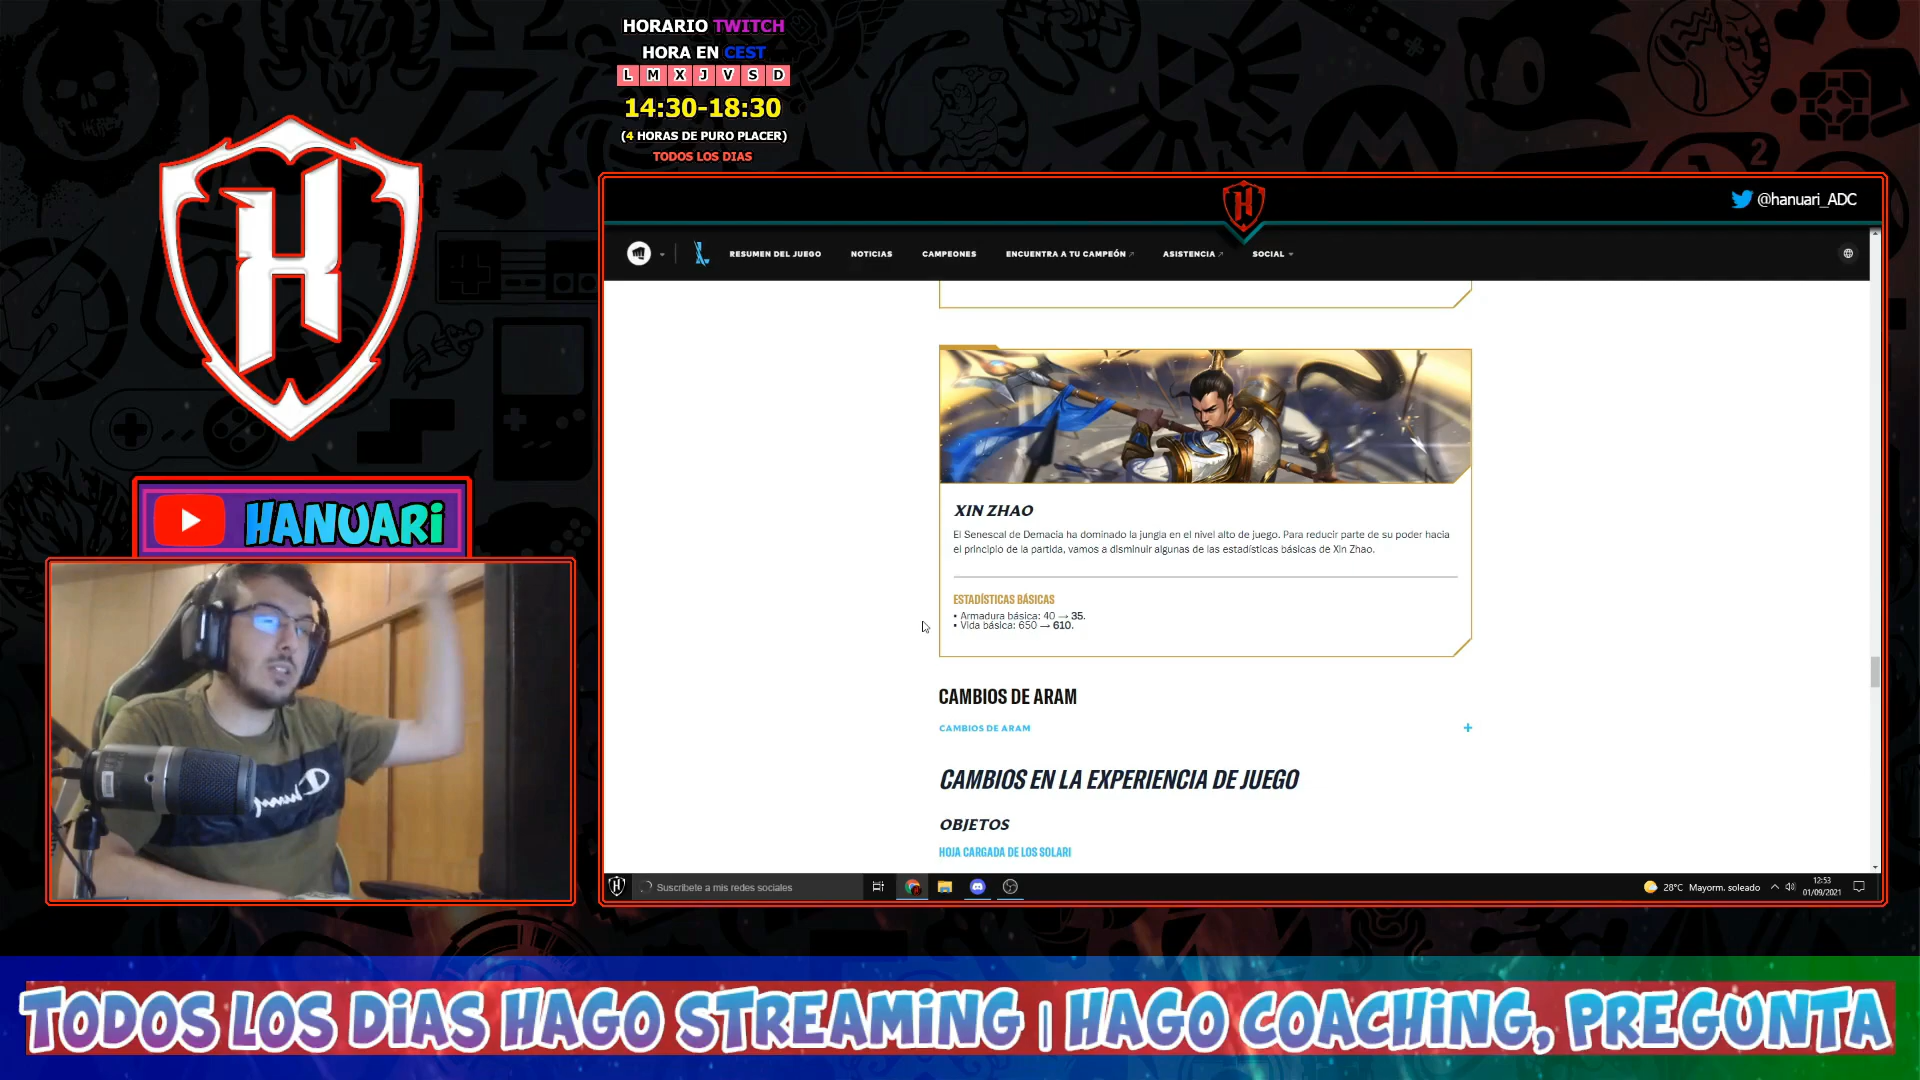 HORARIO TWITCH
HORA EN CEST
L M X J V S D
14:30-18:30
(4 HORAS DE PURO PLACER)
TODOS LOS DIAS
H
@hanuari_ADC
RESUMEN DEL JUEGO NOTICIAS CAMPEONES ENCUENTRA A TU CAMPEÓN ASISTENCIA SOCIAL
XIN ZHAO
El Senescal de Demacia ha dominado la jungla en el nivel alto de juego. Para reducir parte de su poder hacia
el principio de la partida, vamos a disminuir algunas de las estadísticas básicas de Xin Zhao.
ESTADÍSTICAS BÁSICAS
• Armadura básica: 40 → 35.
• Vida básica: 650 → 610.
CAMBIOS DE ARAM
CAMBIOS DE ARAM +
CAMBIOS EN LA EXPERIENCIA DE JUEGO
OBJETOS
HOJA CARGADA DE LOS SOLARI
Suscríbete a mis redes sociales
28°C Mayorm. soleado
12:53
01/09/2021
H
HANUARi
Champion
TODOS LOS DiAS HAGO STREAMiNG | HAGO COACHiNG, PREGUNTA